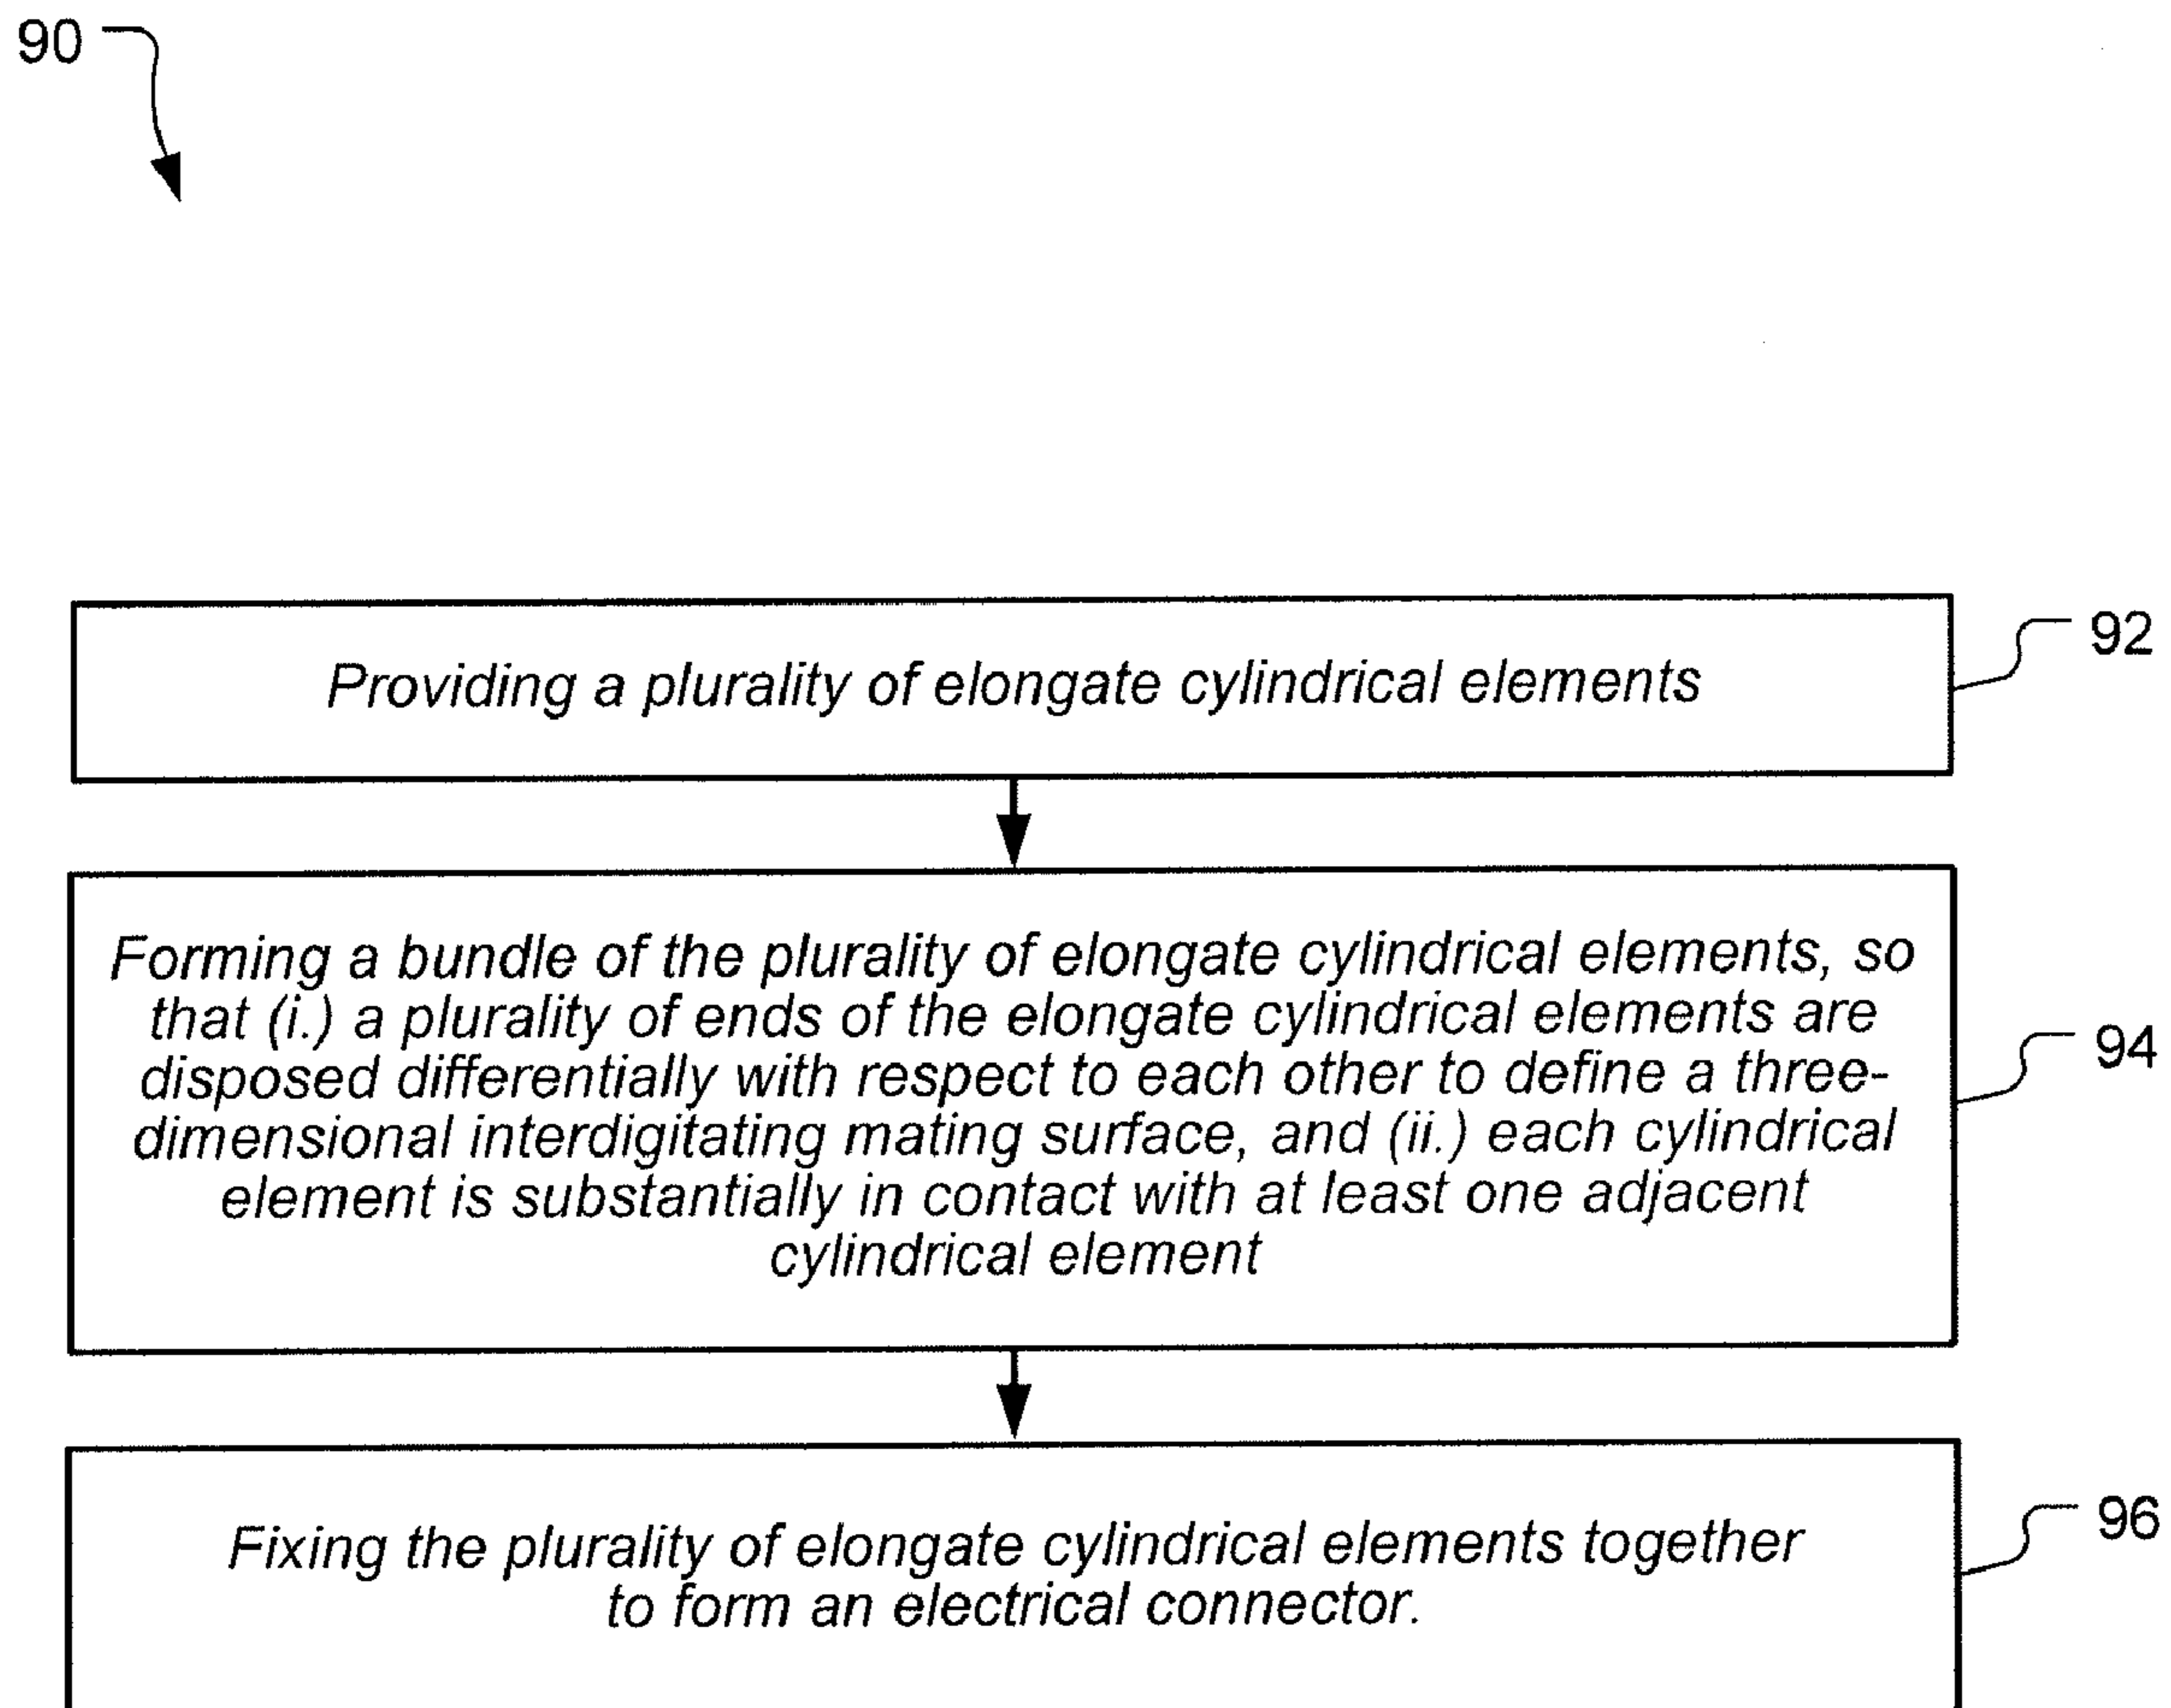 90
Providing a plurality of elongate cylindrical elements
92
Forming a bundle of the plurality of elongate cylindrical elements, so
that (i.) a plurality of ends of the elongate cylindrical elements are
disposed differentially with respect to each other to define a three-
dimensional interdigitating mating surface, and (ii.) each cylindrical
element is substantially in contact with at least one adjacent
cylindrical element
94
Fixing the plurality of elongate cylindrical elements together
to form an electrical connector.
96